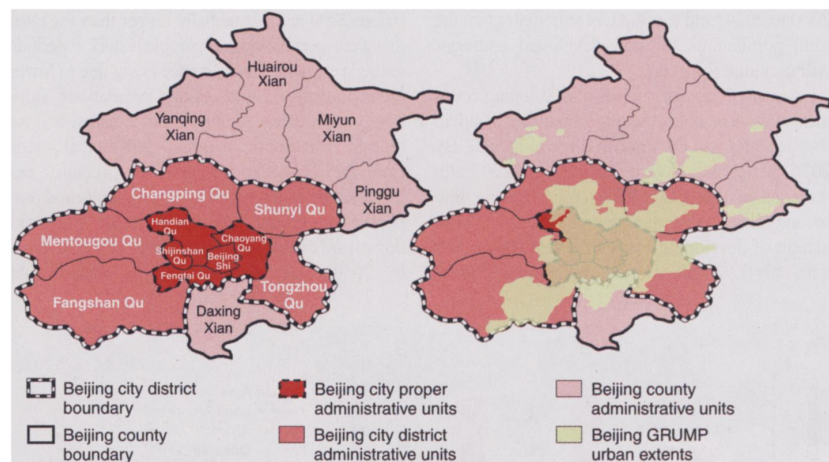 Huairou
Xian
Yanqing
Xian
Miyun
Xian
Pinggu
Xian
Changping Qu
Shunyi Qu
Handian
Qu
Mentougou Qu
Chaoyang
Qu
Shijinshan
Qu
Beijing
Shi
Fengtai Qu
Fangshan Qu
Tongzhou
Qu
Daxing
Xian
Beijing city district
boundary
Beijing county
boundary
Beijing city proper
administrative units
Beijing city district
administrative units
Beijing county
administrative units
Beijing GRUMP
urban extents